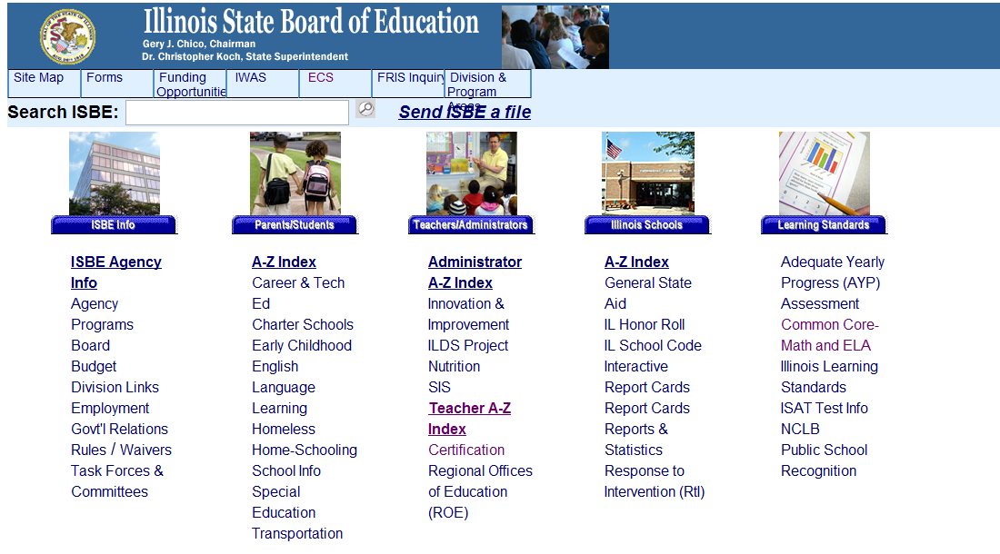 Illinois State Board of Education
Gery J. Chico, Chairman
Dr. Christopher Koch, State Superintendent
Site Map
Forms
Funding
Opportunitie
IWAS
ECS
FRIS Inquiry
Division &
Program
Areas
Search ISBE:
Send ISBE a file
ISBE Info
Parents/Students
Teachers/Administrators
Illinois Schools
Learning Standards
ISBE Agency
Info
Agency
Programs
Board
Budget
Division Links
Employment
Govt'l Relations
Rules / Waivers
Task Forces &
Committees
A-Z Index
Career & Tech
Ed
Charter Schools
Early Childhood
English
Language
Learning
Homeless
Home-Schooling
School Info
Special
Education
Transportation
Administrator
A-Z Index
Innovation &
Improvement
ILDS Project
Nutrition
SIS
Teacher A-Z
Index
Certification
Regional Offices
of Education
(ROE)
A-Z Index
General State
Aid
IL Honor Roll
IL School Code
Interactive
Report Cards
Report Cards
Reports &
Statistics
Response to
Intervention (RtI)
Adequate Yearly
Progress (AYP)
Assessment
Common Core-
Math and ELA
Illinois Learning
Standards
ISAT Test Info
NCLB
Public School
Recognition